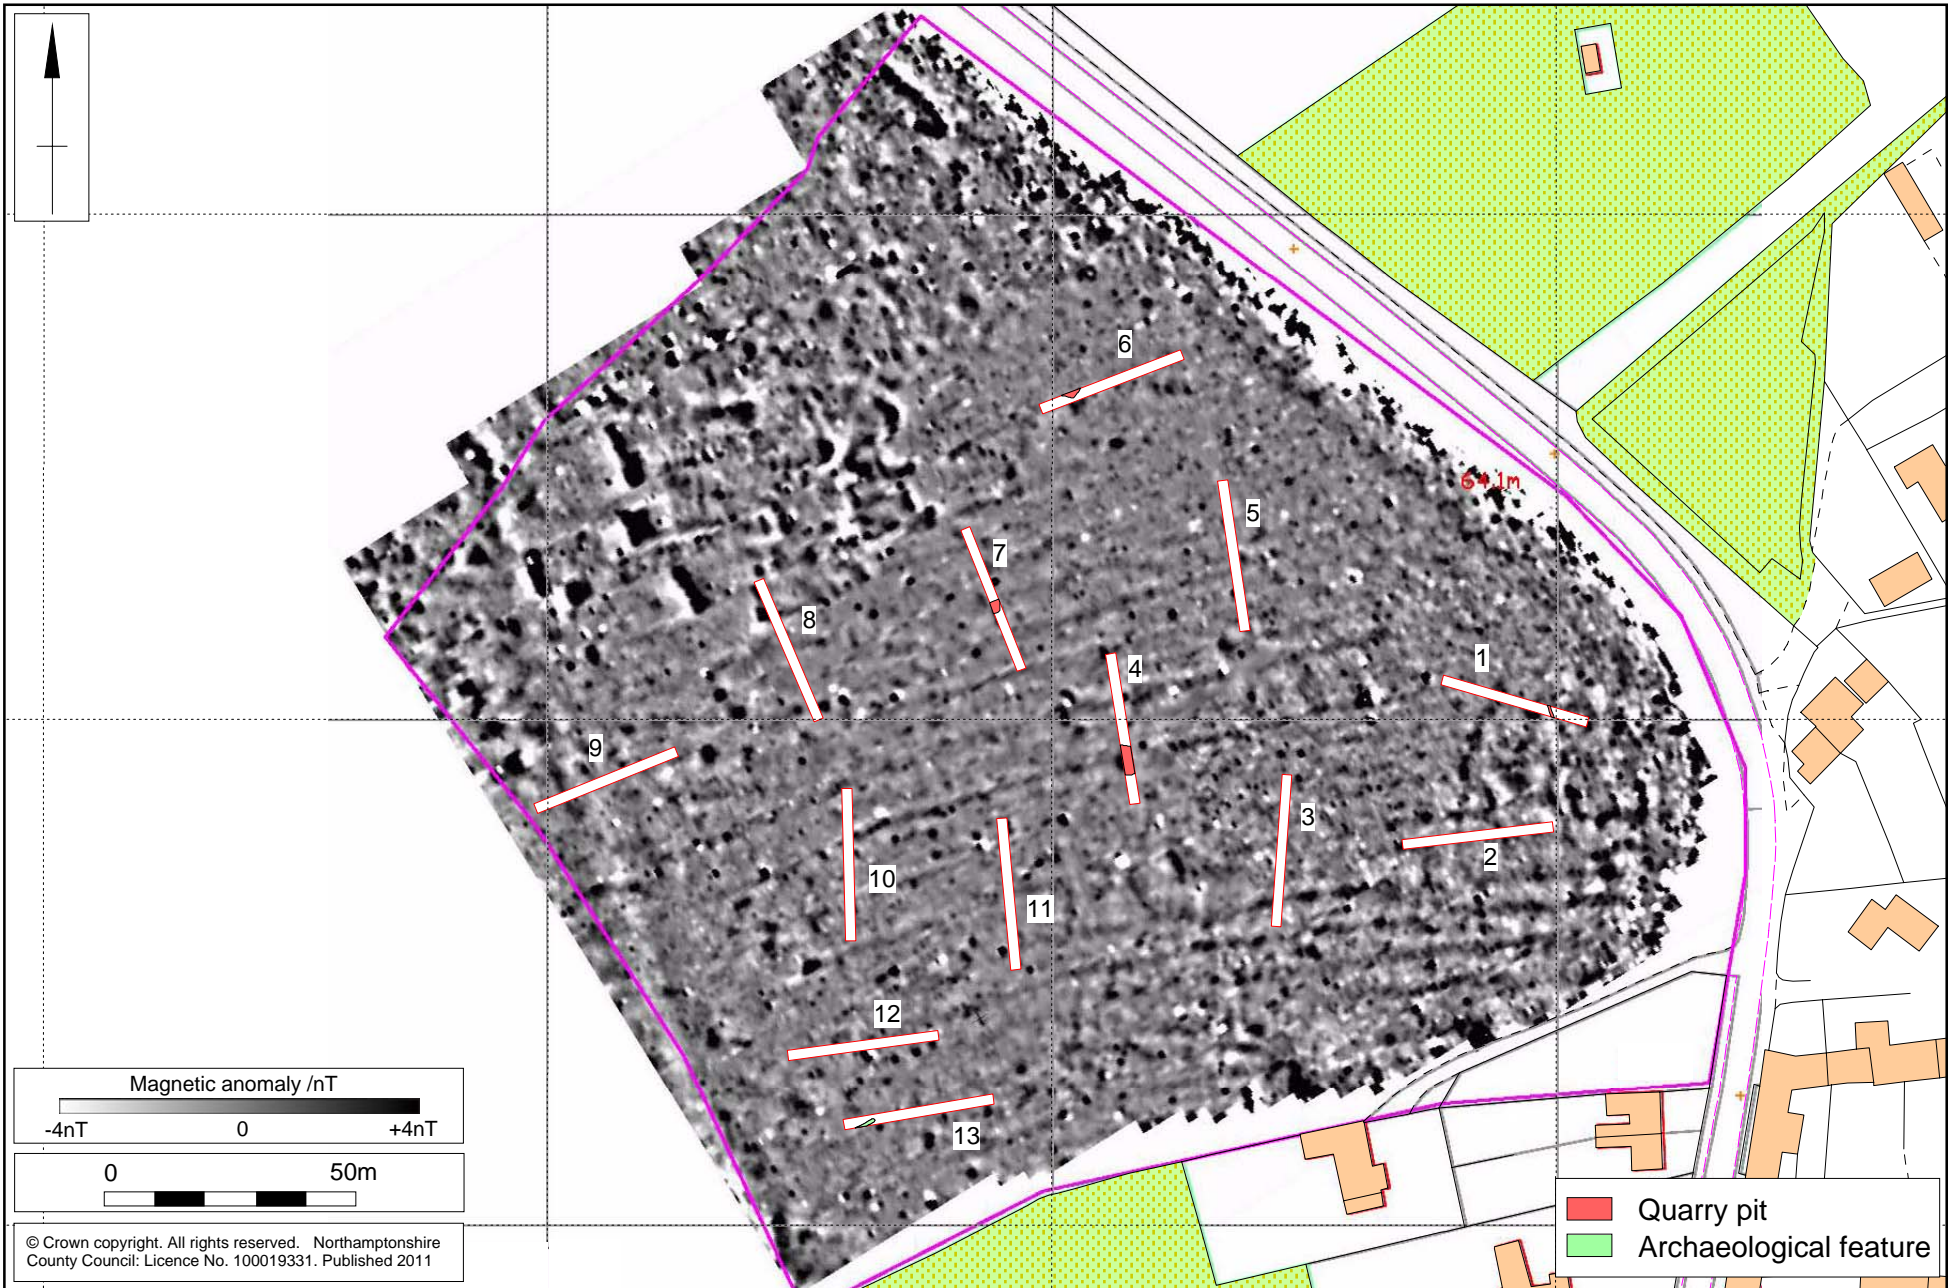 6
64.1m
5
7
8
4
1
9
3
2
10
11
12
13
Magnetic anomaly /nT
-4nT 0 +4nT
0 50m
© Crown copyright. All rights reserved. Northamptonshire
County Council: Licence No. 100019331. Published 2011
Quarry pit
Archaeological feature